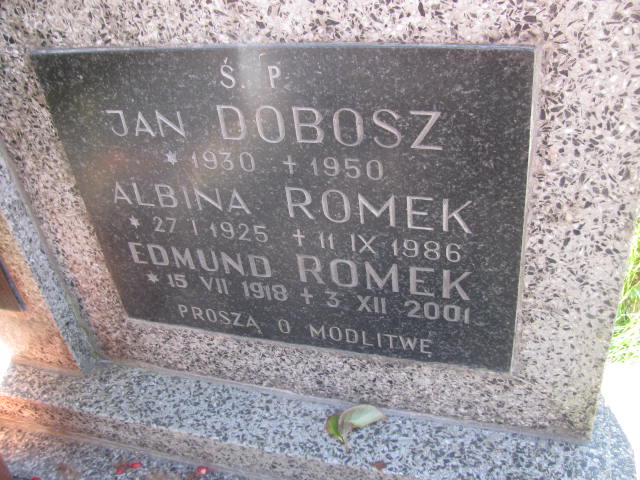 Ś. P.
JAN DOBOSZ
* 1930 + 1950
ALBINA ROMEK
* 27 I 1925 + 11 IX 1986
EDMUND ROMEK
* 15 VII 1918 + 3 XII 2001
PROSZĄ O MODLITWĘ